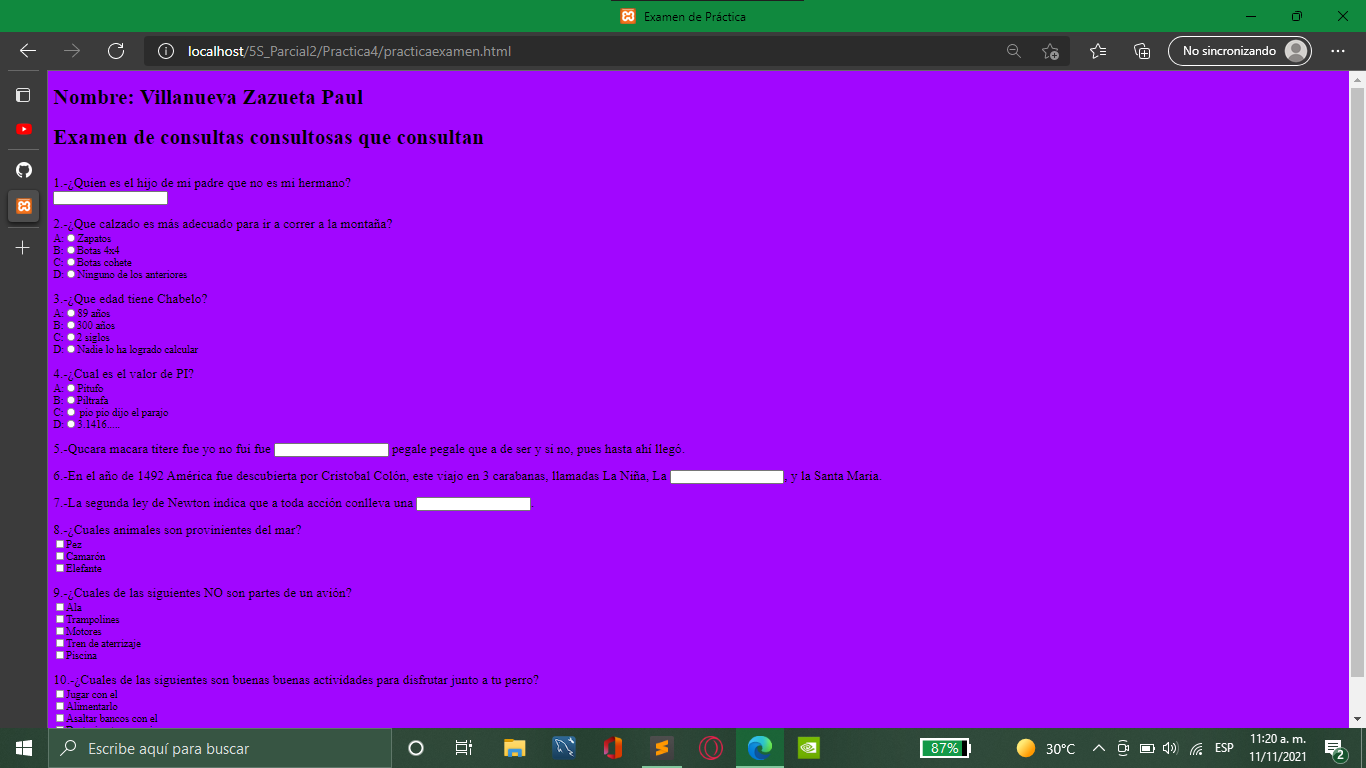 Examen de Práctica
localhost/5S_Parcial2/Practica4/practicaexamen.html
No sincronizando
Nombre: Villanueva Zazueta Paul
Examen de consultas consultosas que consultan
1.-¿Quien es el hijo de mi padre que no es mi hermano?
2.-¿Que calzado es más adecuado para ir a correr a la montaña?
A: Zapatos
B: Botas 4x4
C: Botas cohete
D: Ninguno de los anteriores
3.-¿Que edad tiene Chabelo?
A: 89 años
B: 300 años
C: 2 siglos
D: Nadie lo ha logrado calcular
4.-¿Cual es el valor de PI?
A: Pitufo
B: Piltrafa
C: pio pio dijo el parajo
D: 3.1416.....
5.-Qucara macara titere fue yo no fui fue pegale pegale que a de ser y si no, pues hasta ahí llegó.
6.-En el año de 1492 América fue descubierta por Cristobal Colón, este viajo en 3 carabanas, llamadas La Niña, La , y la Santa Maria.
7.-La segunda ley de Newton indica que a toda acción conlleva una .
8.-¿Cuales animales son provinientes del mar?
Pez
Camarón
Elefante
9.-¿Cuales de las siguientes NO son partes de un avión?
Ala
Trampolines
Motores
Tren de aterrizaje
Piscina
10.-¿Cuales de las siguientes son buenas buenas actividades para disfrutar junto a tu perro?
Jugar con el
Alimentarlo
Asaltar bancos con el
Escribe aquí para buscar
87%
30°C
ESP
11:20 a. m.
11/11/2021
2